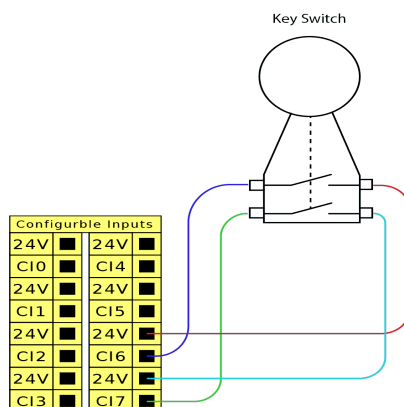 Key Switch
Configurble Inputs
24V 24V
CI0 CI4
24V 24V
CI1 CI5
24V 24V
CI2 CI6
24V 24V
CI3 CI7